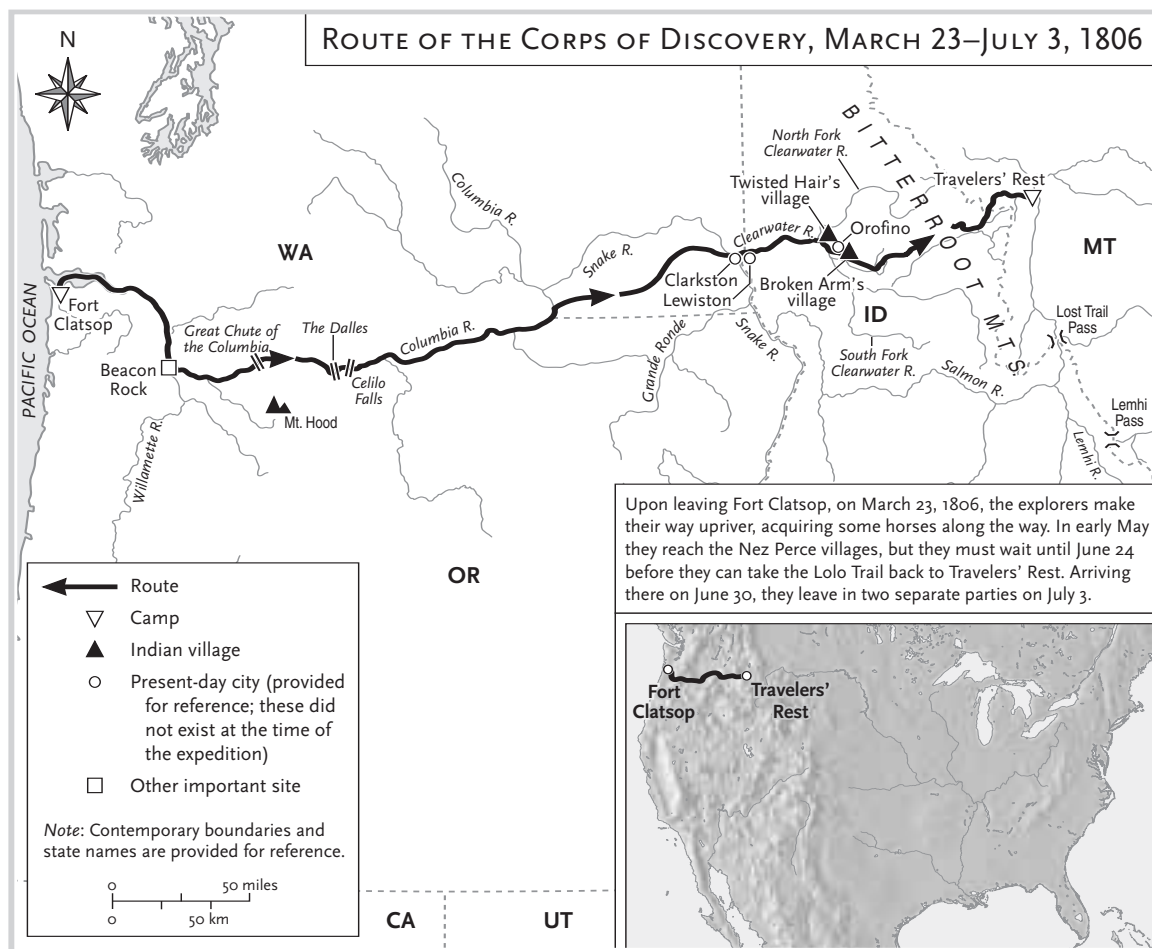 Route of the Corps of Discovery, March 23–July 3, 1806
N
BITTERROOT MTS.
North Fork
Clearwater R.
Twisted Hair's
village
Travelers' Rest
Columbia R.
WA
Snake R.
Clearwater R.
Orofino
MT
Clarkston
Lewiston
Broken Arm's
village
ID
PACIFIC OCEAN
Fort
Clatsop
Great Chute of
the Columbia
The Dalles
Columbia R.
Grande Ronde
Snake R.
Lost Trail
Pass
South Fork
Clearwater R.
Salmon R.
Beacon
Rock
Celilo
Falls
Mt. Hood
Lemhi
Pass
Lemhi R.
Willamette R.
OR
Upon leaving Fort Clatsop, on March 23, 1806, the explorers make
their way upriver, acquiring some horses along the way. In early May
they reach the Nez Perce villages, but they must wait until June 24
before they can take the Lolo Trail back to Travelers' Rest. Arriving
there on June 30, they leave in two separate parties on July 3.
Route
Camp
Indian village
Present-day city (provided
for reference; these did
not exist at the time of
the expedition)
Other important site
Note: Contemporary boundaries and
state names are provided for reference.
0 50 miles
0 50 km
CA
UT
Fort
Clatsop
Travelers'
Rest